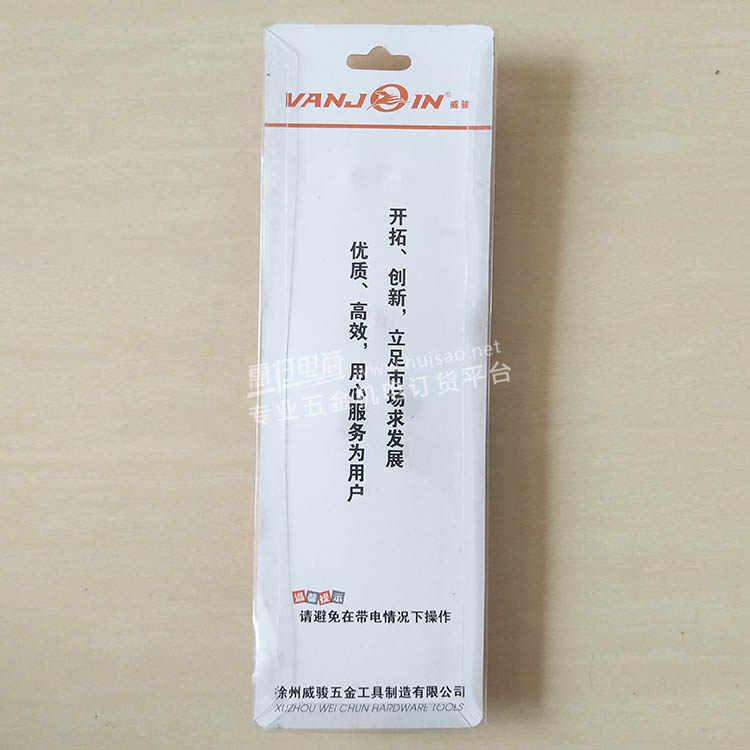 VANJOIN® 威骏
开拓、创新，立足市场求发展
优质、高效，用心服务为用户
惠扫电商 www.huisao.net
专业五金机电订货平台
温馨提示
请避免在带电情况下操作
徐州威骏五金工具制造有限公司
XUZHOU WEI CHUN HARDWARE TOOLS